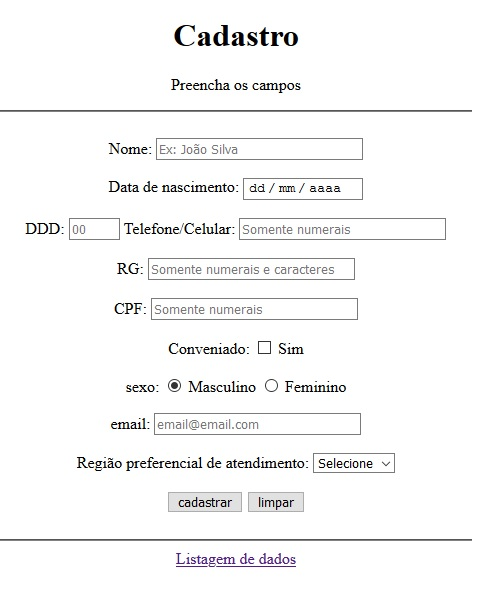 Cadastro
Preencha os campos
Nome: Ex: João Silva
Data de nascimento: dd / mm / aaaa
DDD: 00 Telefone/Celular: Somente numerais
RG: Somente numerais e caracteres
CPF: Somente numerais
Conveniado: Sim
sexo: Masculino Feminino
email: email@email.com
Região preferencial de atendimento: Selecione
cadastrar limpar
Listagem de dados